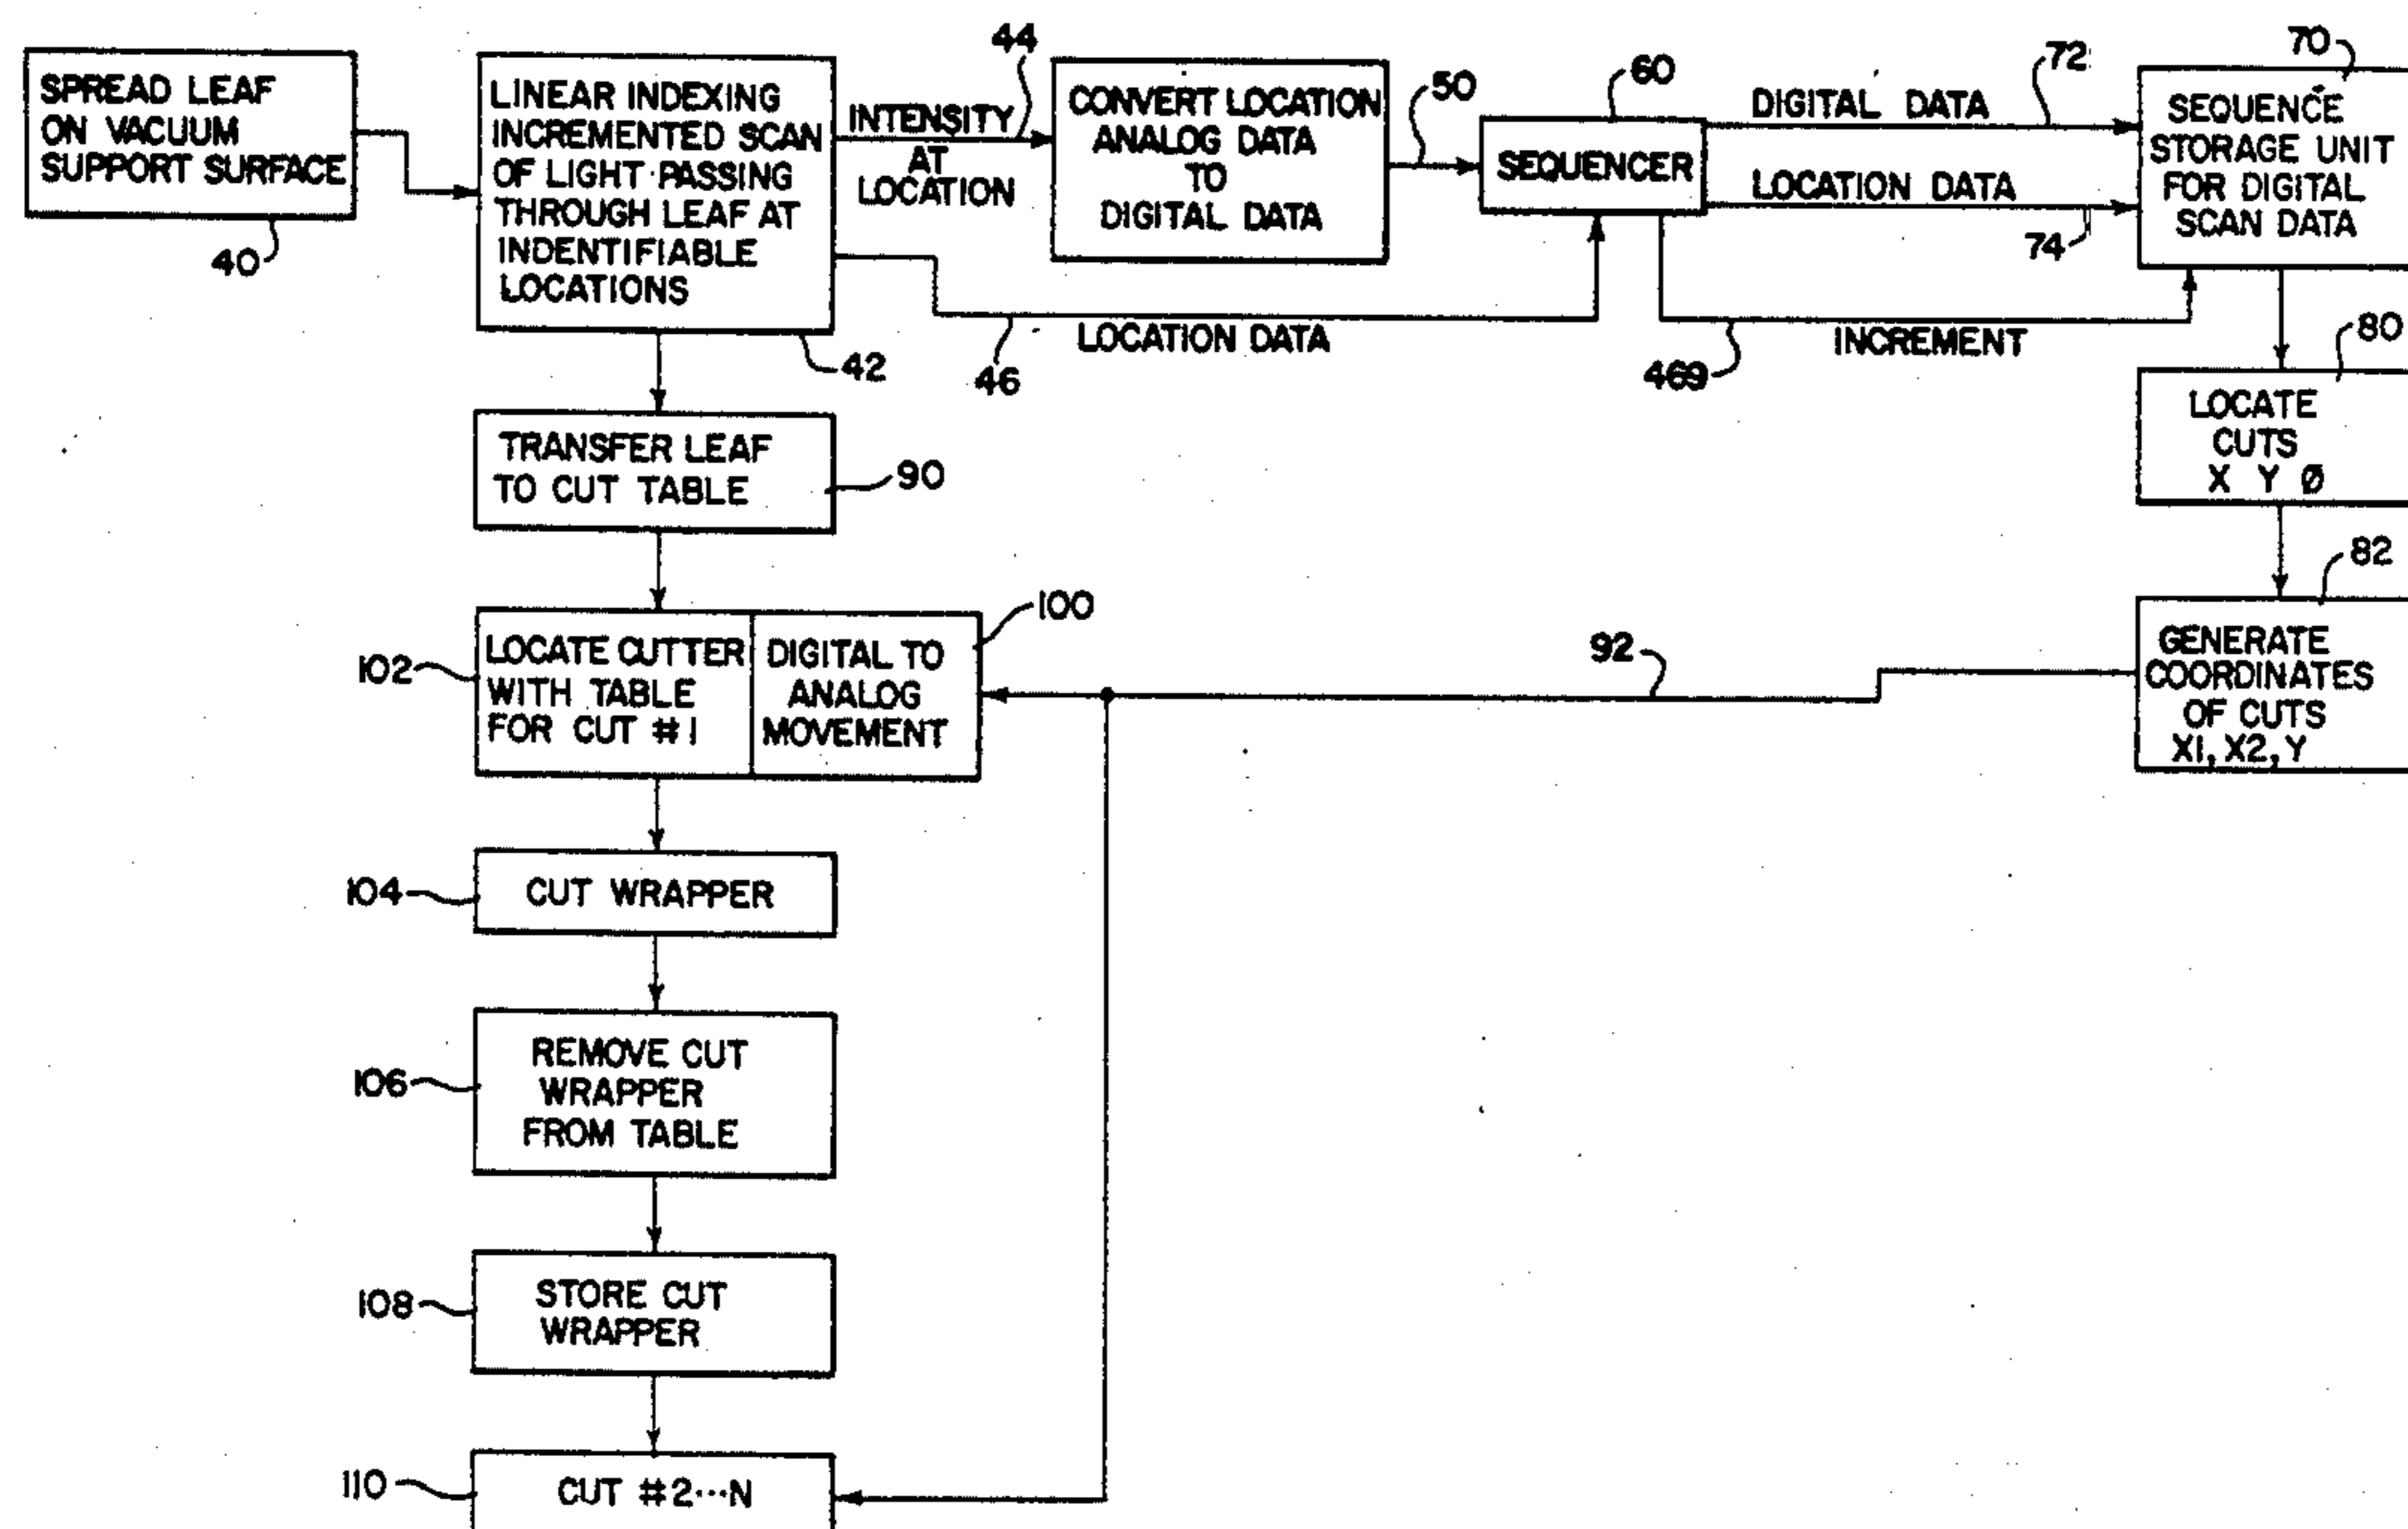 SPREAD LEAF
ON VACUUM
SUPPORT SURFACE
40
LINEAR INDEXING
INCREMENTED SCAN
OF LIGHT PASSING
THROUGH LEAF AT
INDENTIFIABLE
LOCATIONS
42
44
INTENSITY
AT
LOCATION
46
LOCATION DATA
CONVERT LOCATION
ANALOG DATA
TO
DIGITAL DATA
50
60
SEQUENCER
72
DIGITAL DATA
LOCATION DATA
74
469
INCREMENT
70
SEQUENCE
STORAGE UNIT
FOR DIGITAL
SCAN DATA
80
LOCATE
CUTS
X Y Ø
82
GENERATE
COORDINATES
OF CUTS
X1, X2, Y
92
TRANSFER LEAF
TO CUT TABLE
90
100
102
LOCATE CUTTER
WITH TABLE
FOR CUT #1
DIGITAL TO
ANALOG
MOVEMENT
104
CUT WRAPPER
106
REMOVE CUT
WRAPPER
FROM TABLE
108
STORE CUT
WRAPPER
110
CUT #2···N